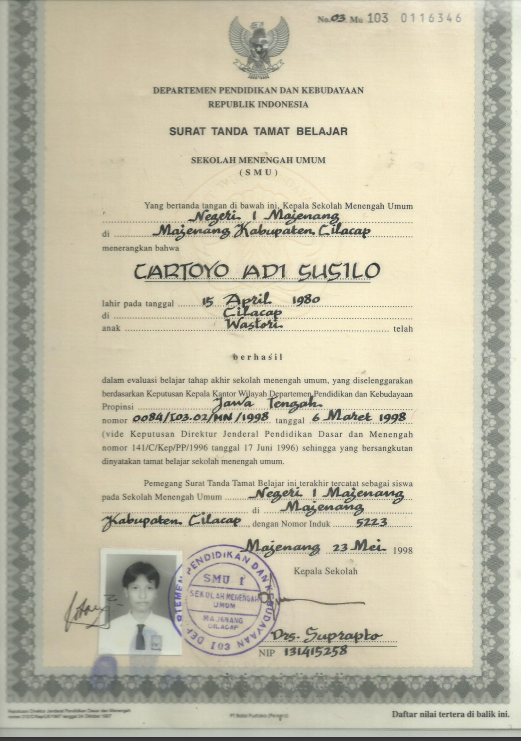 No. 03 Mu 103 0116346
DEPARTEMEN PENDIDIKAN DAN KEBUDAYAAN
REPUBLIK INDONESIA
SURAT TANDA TAMAT BELAJAR
SEKOLAH MENENGAH UMUM
( S M U )
Yang bertanda tangan di bawah ini, Kepala Sekolah Menengah Umum
Negeri 1 Majenang
di Majenang Kabupaten Cilacap
menerangkan bahwa
CARTOYO ADI SUSILO
lahir pada tanggal 15 April 1980
di Cilacap
anak Wastori telah
berhasil
dalam evaluasi belajar tahap akhir sekolah menengah umum, yang diselenggarakan
berdasarkan Keputusan Kepala Kantor Wilayah Departemen Pendidikan dan Kebudayaan
Propinsi Jawa Tengah
nomor 0084/I03.02/MN/1998 tanggal 6 Maret 1998
(vide Keputusan Direktur Jenderal Pendidikan Dasar dan Menengah
nomor 141/C/Kep/PP/1996 tanggal 17 Juni 1996) sehingga yang bersangkutan
dinyatakan tamat belajar sekolah menengah umum.
Pemegang Surat Tanda Tamat Belajar ini terakhir tercatat sebagai siswa
pada Sekolah Menengah Umum Negeri 1 Majenang
di Majenang
Kabupaten Cilacap dengan Nomor Induk 5223
Majenang 23 Mei 1998
Kepala Sekolah
DEPARTEMEN PENDIDIKAN DAN KEBUDAYAAN
SMU 1
SEKOLAH MENENGAH
UMUM
MAJENANG
CILACAP
I03
Drs. Suprapto
NIP 131415258
Daftar nilai tertera di balik ini.